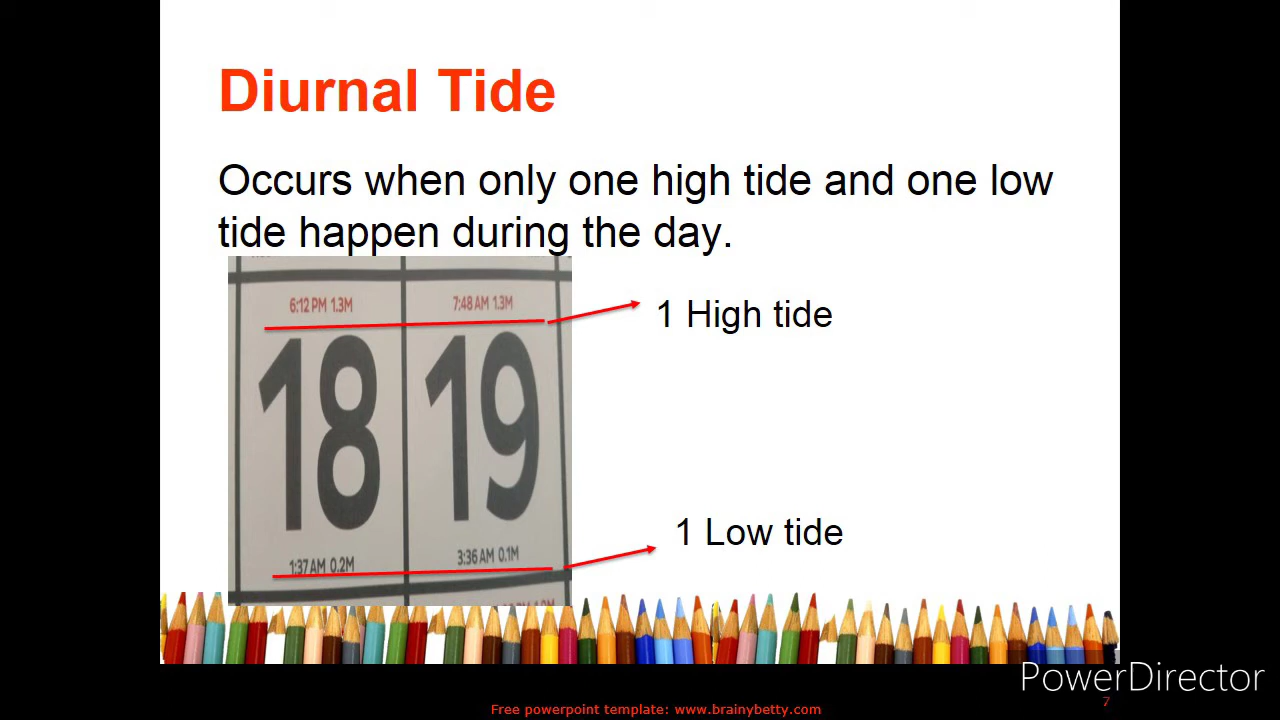 Diurnal Tide
Occurs when only one high tide and one low
tide happen during the day.
6:12 PM 1.3M
7:48 AM 1.3M
1 High tide
18
19
1 Low tide
1:37 AM 0.2M
3:36 AM 0.1M
PowerDirector
7
Free powerpoint template: www.brainybetty.com